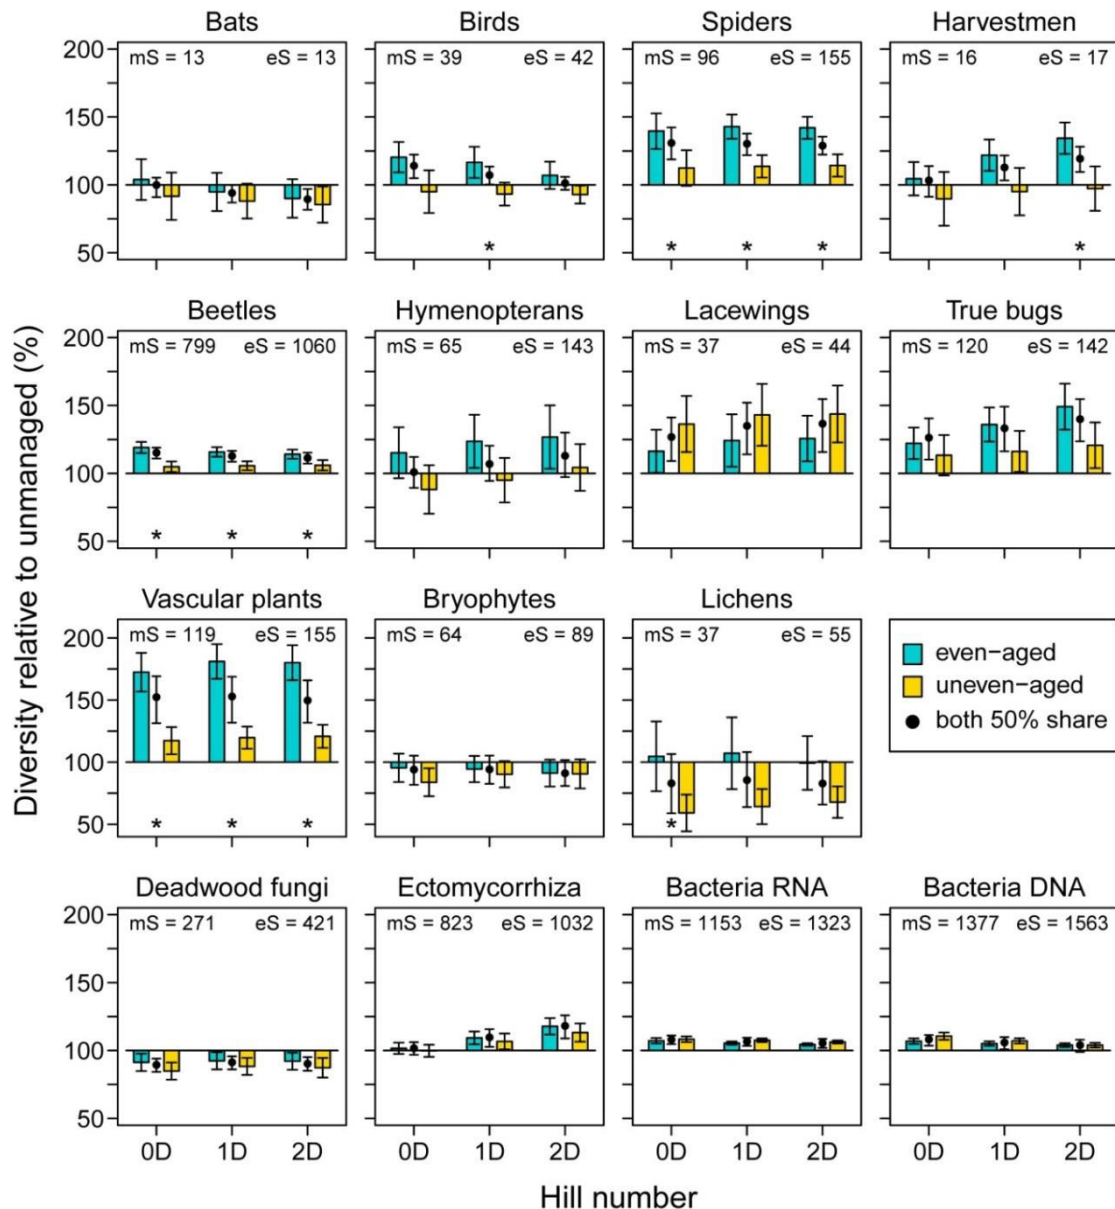 Bats Birds Spiders Harvestmen
200 mS = 13 eS = 13 mS = 39 eS = 42 mS = 96 eS = 155 mS = 16 eS = 17
150
100
50 * * * * *
Beetles Hymenopterans Lacewings True bugs
200 mS = 799 eS = 1060 mS = 65 eS = 143 mS = 37 eS = 44 mS = 120 eS = 142
150
100
50 * * *
Vascular plants Bryophytes Lichens
200 mS = 119 eS = 155 mS = 64 eS = 89 mS = 37 eS = 55
even−aged
150
uneven−aged
both 50% share
100
50 * * * *
Deadwood fungi Ectomycorrhiza Bacteria RNA Bacteria DNA
200 mS = 271 eS = 421 mS = 823 eS = 1032 mS = 1153 eS = 1323 mS = 1377 eS = 1563
150
100
50
0D 1D 2D 0D 1D 2D 0D 1D 2D 0D 1D 2D
Hill number
Diversity relative to unmanaged (%)